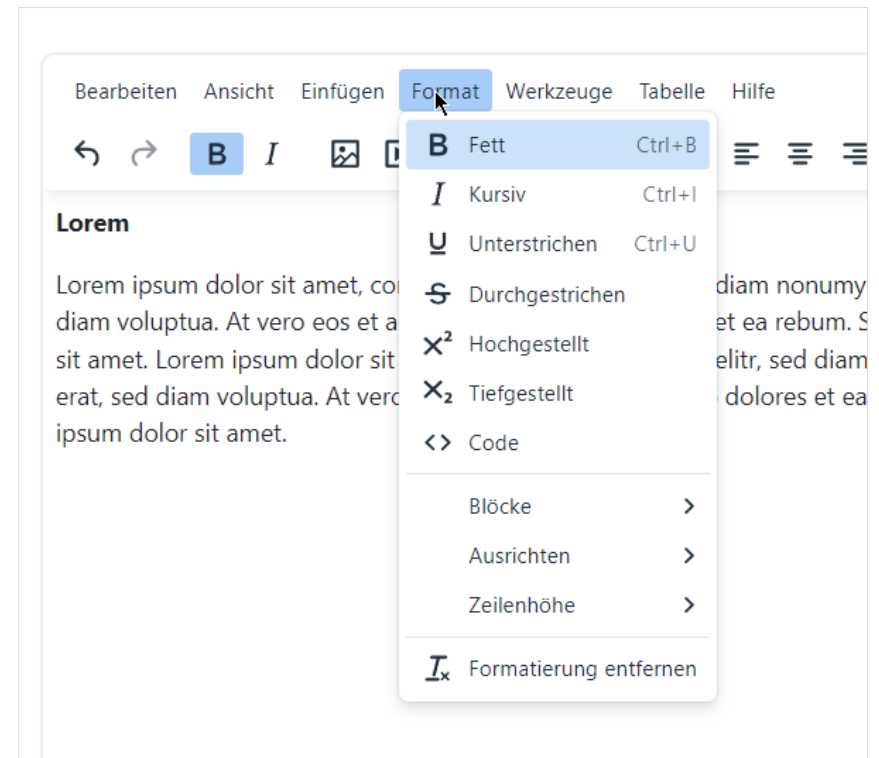 Bearbeiten Ansicht Einfügen Format Werkzeuge Tabelle Hilfe
B I
B Fett Ctrl+B
I Kursiv Ctrl+I
U Unterstrichen Ctrl+U
S Durchgestrichen
X² Hochgestellt
X₂ Tiefgestellt
<> Code
Blöcke
Ausrichten
Zeilenhöhe
Formatierung entfernen
Lorem
Lorem ipsum dolor sit amet, diam nonumy
diam voluptua. At vero eos et a et ea rebum. S
sit amet. Lorem ipsum dolor sit elitr, sed diam
erat, sed diam voluptua. At dolores et ea
ipsum dolor sit amet.